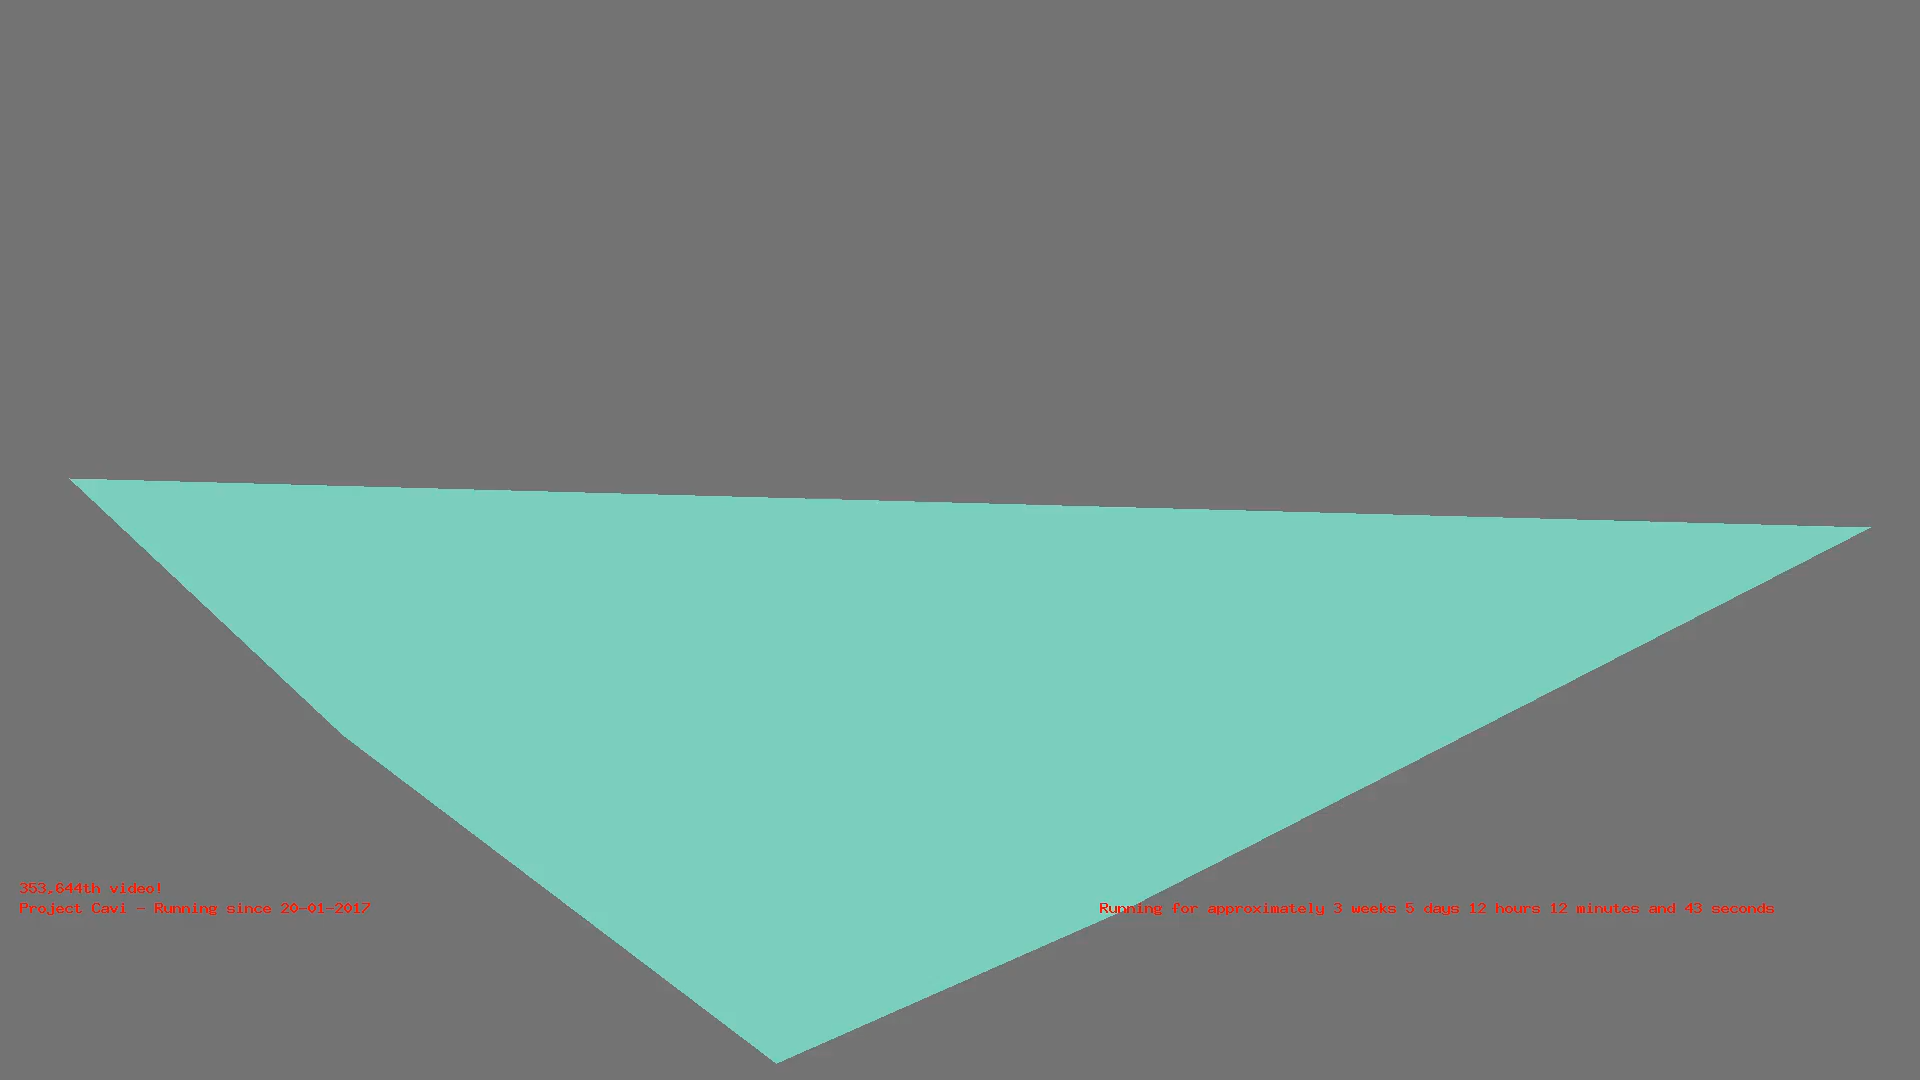 353,644th video!
Project Cavi - Running since 20-01-2017
Running for approximately 3 weeks 5 days 12 hours 12 minutes and 43 seconds